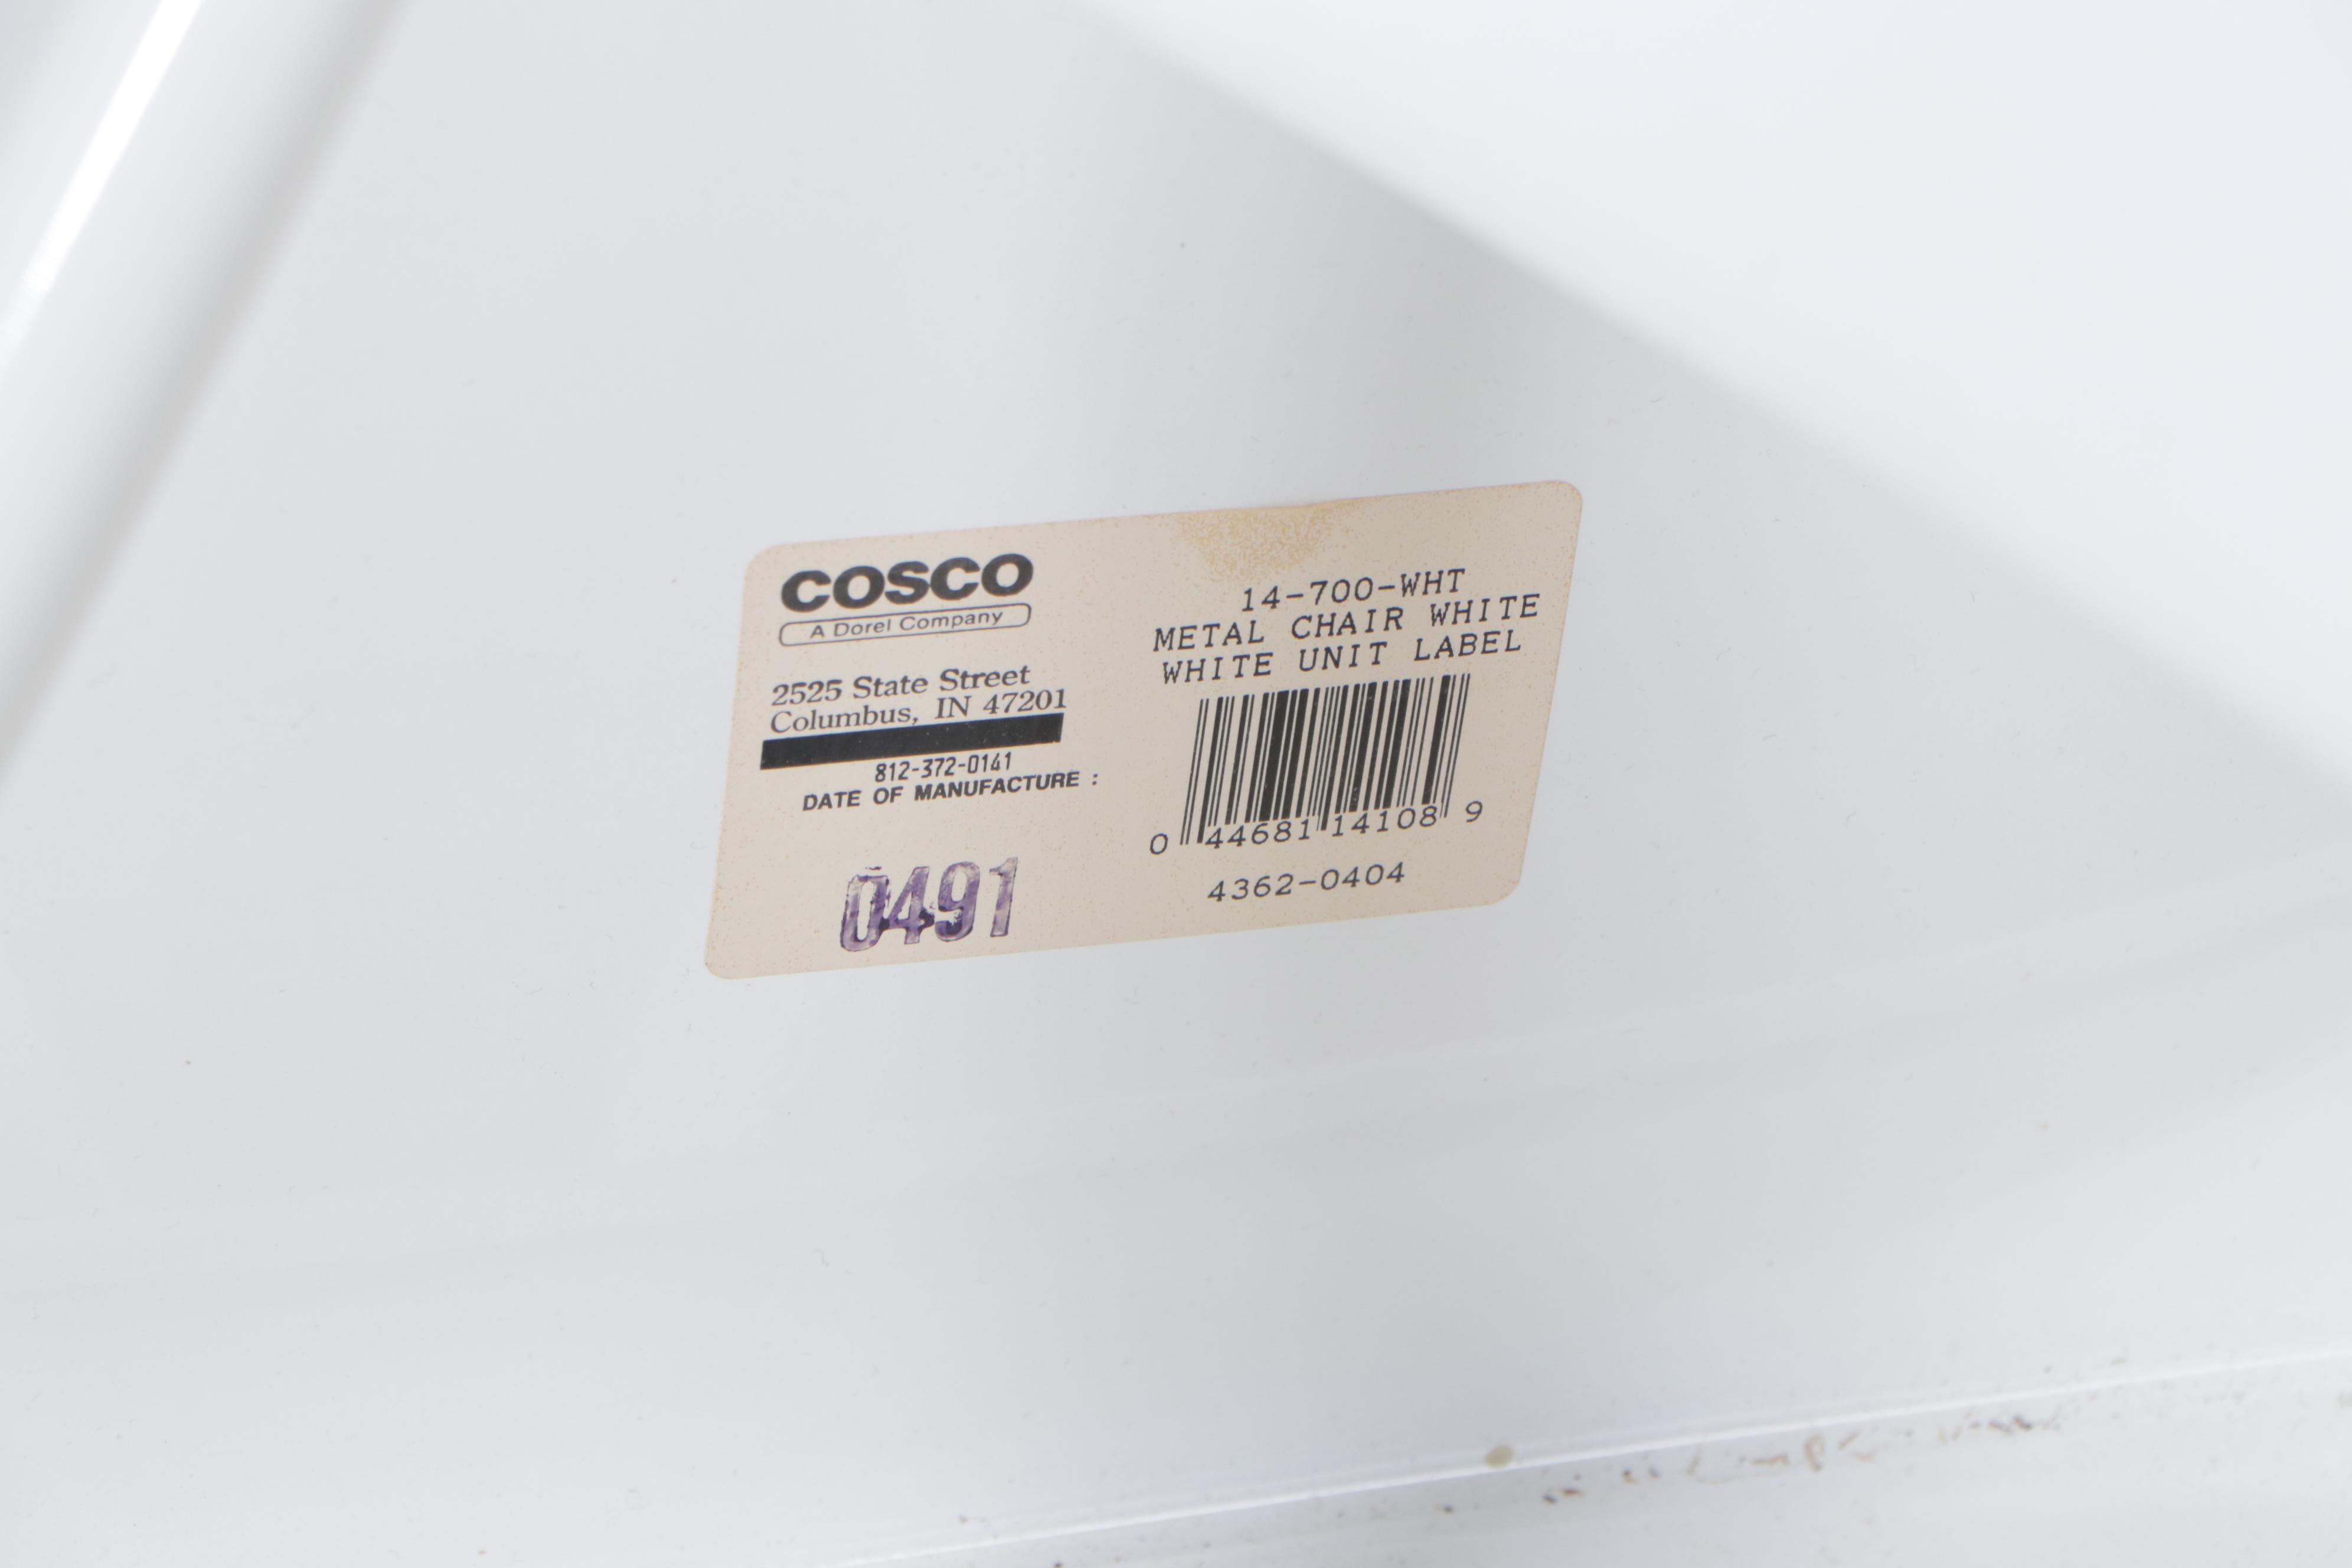 COSCO
A Dorel Company
2525 State Street
Columbus, IN 47201
812-372-0141
DATE OF MANUFACTURE :
0491
14-700-WHT
METAL CHAIR WHITE
WHITE UNIT LABEL
0 44681 14108 9
4362-0404